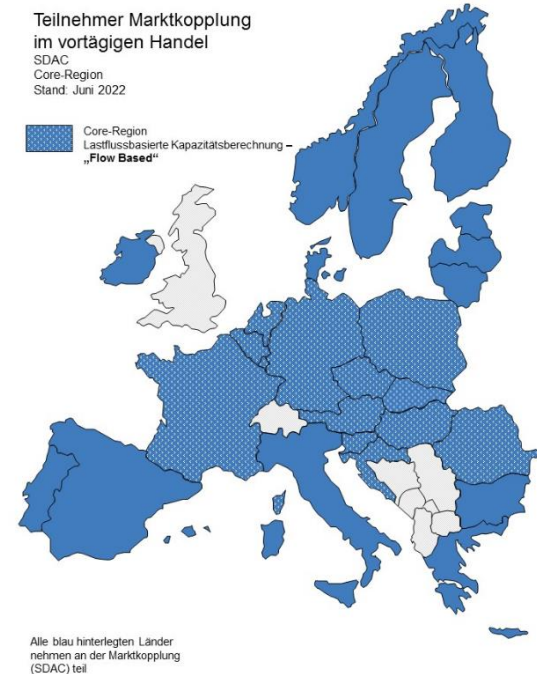 Teilnehmer Marktkopplung
im vortägigen Handel
SDAC
Core-Region
Stand: Juni 2022
Core-Region
Lastflussbasierte Kapazitätsberechnung –
„Flow Based“
Alle blau hinterlegten Länder
nehmen an der Marktkopplung
(SDAC) teil